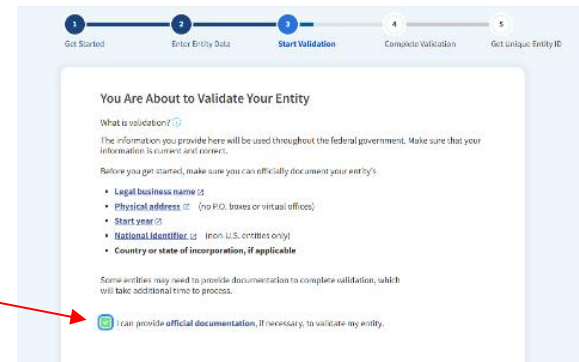 1 2 3 4 5
Get Started Enter Entity Data Start Validation Complete Validation Get Unique Entity ID
You Are About to Validate Your Entity
What is validation?
The information you provide here will be used throughout the federal government. Make sure that your
information is current and correct.
Before you get started, make sure you can officially document your entity's
• Legal business name
• Physical address (no P.O. boxes or virtual offices)
• Start year
• National Identifier (non-U.S. entities only)
• Country or state of incorporation, if applicable
Some entities may need to provide documentation to complete validation, which
will take additional time to process.
I can provide official documentation, if necessary, to validate my entity.